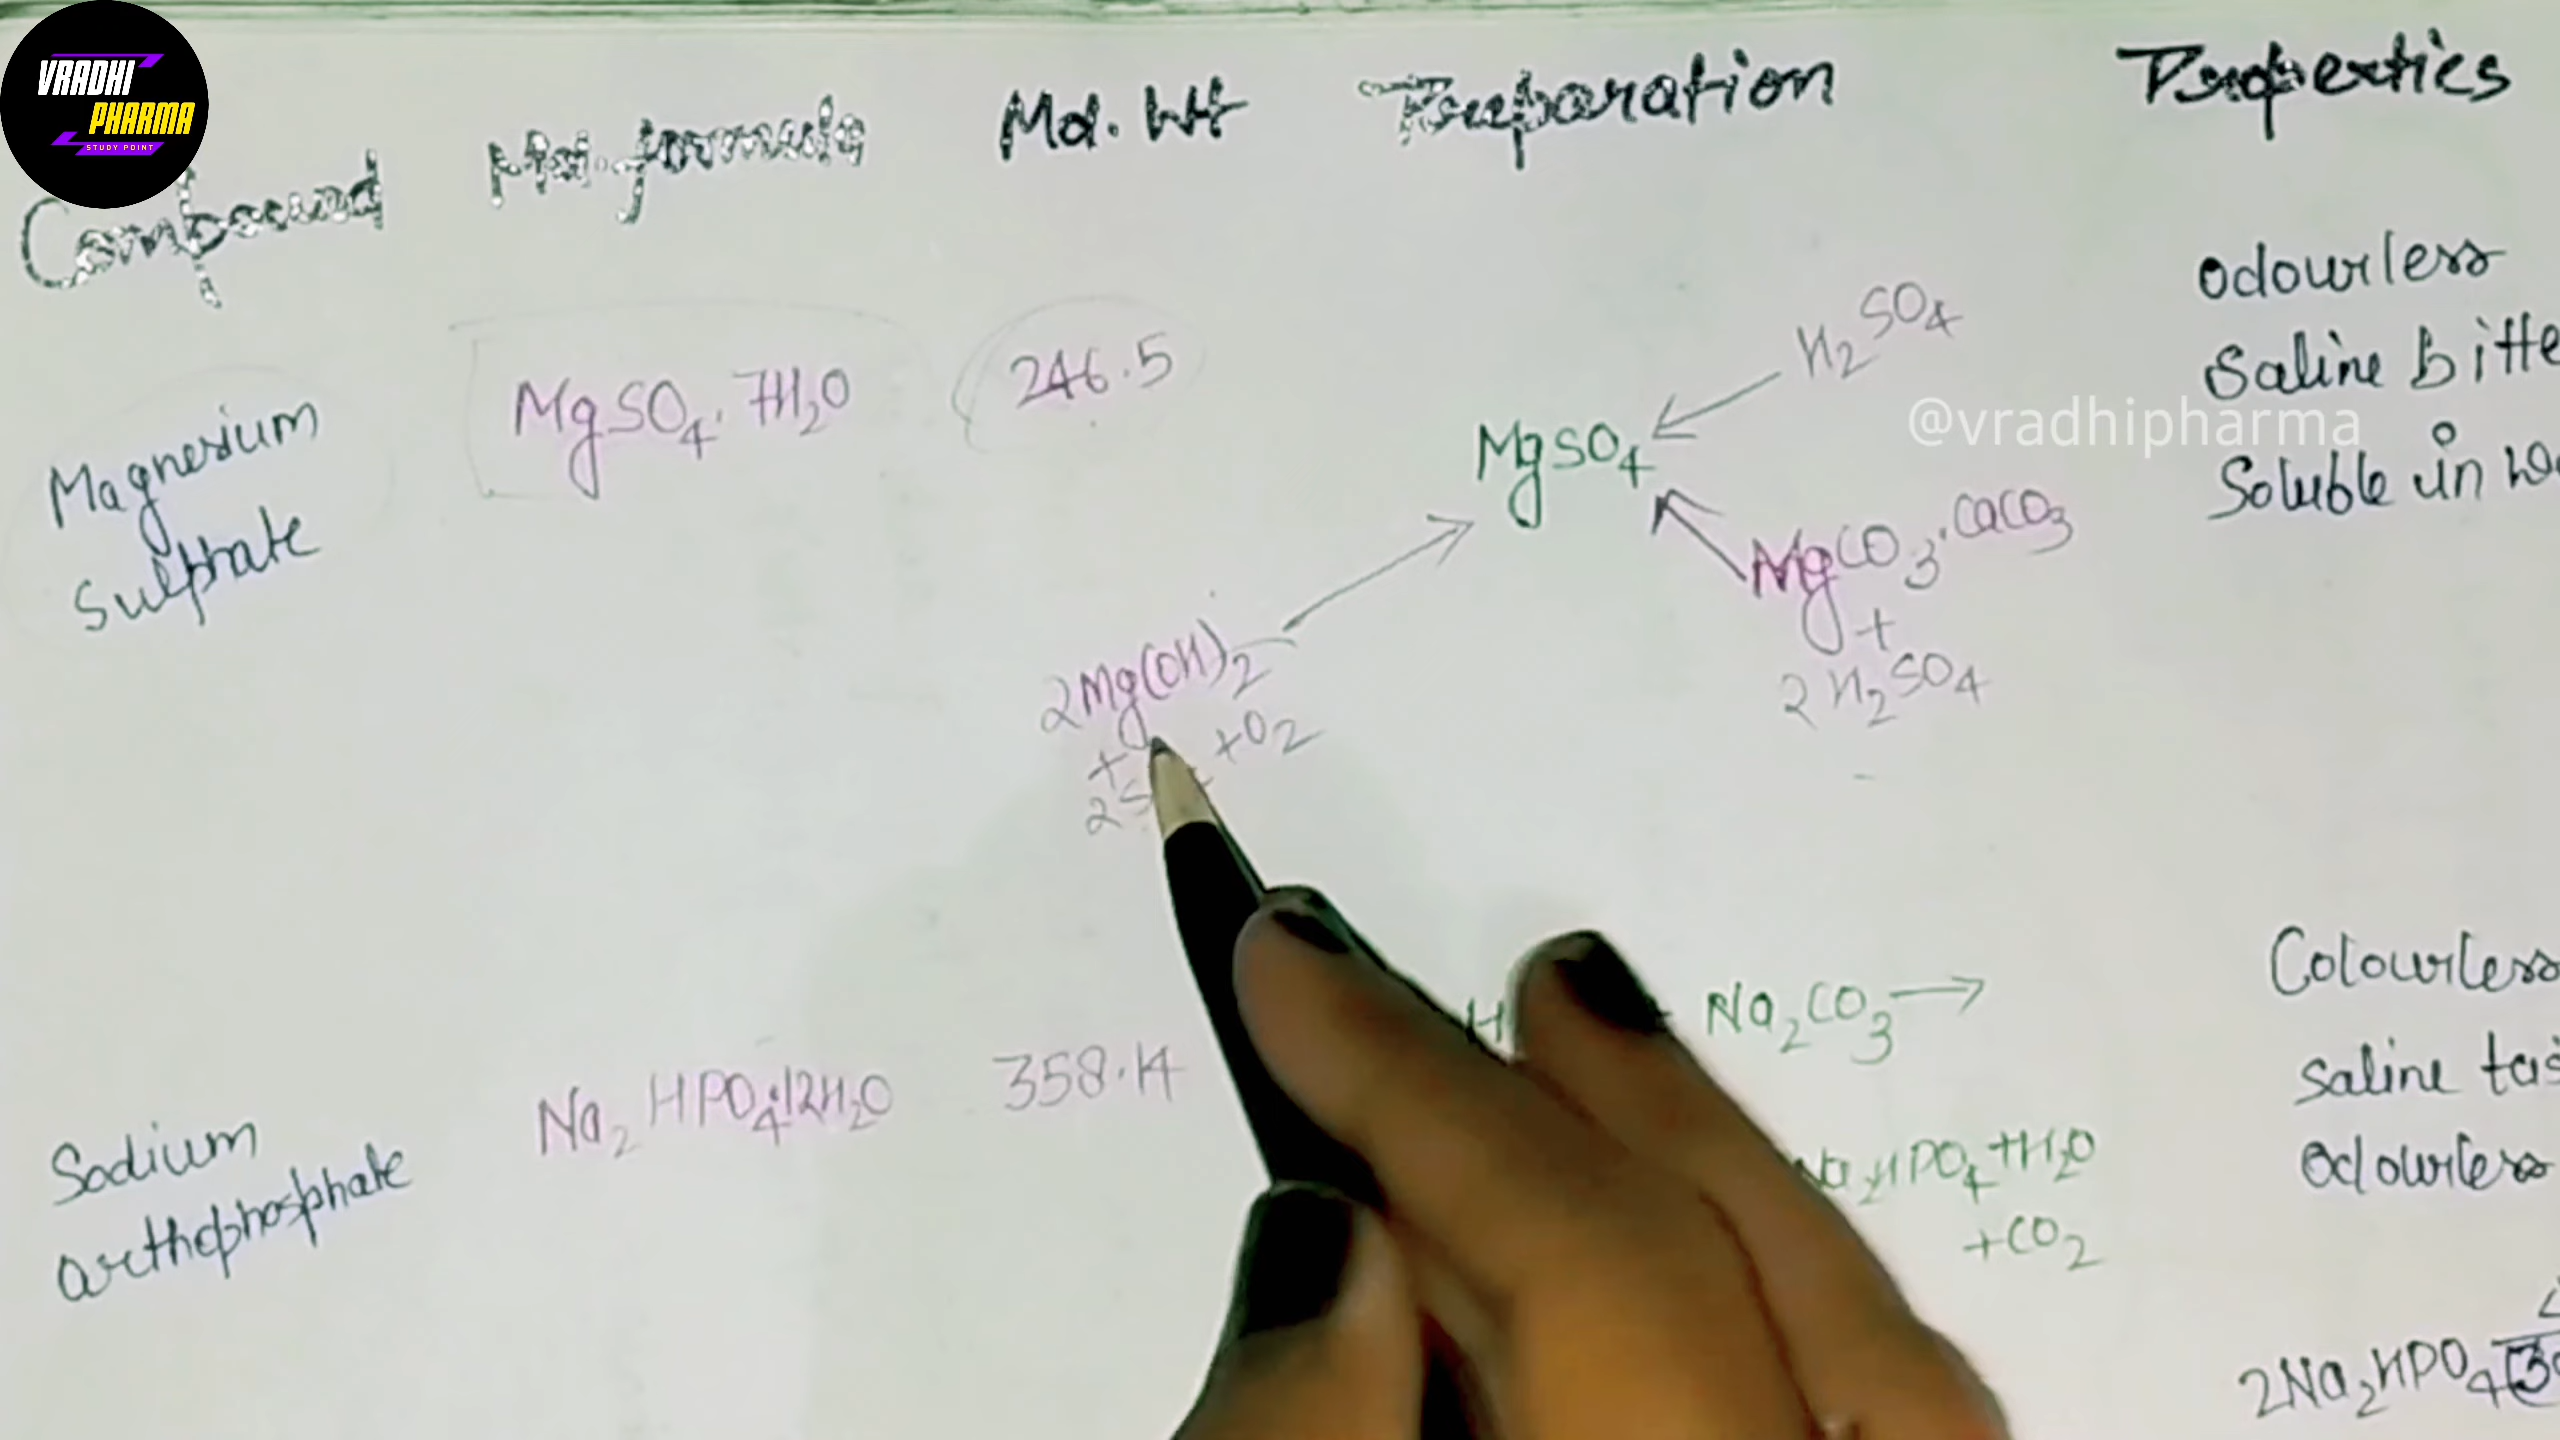 VRADHI
PHARMA
STUDY POINT
Compound
Mol. formula
Mol. Wt
Preparation
Properties
Magnesium
Sulphate
MgSO4. 7H2O
246.5
MgSO4
H2SO4
MgCO3.CaCO3
+
2H2SO4
2Mg(OH)2
+
+O2
Odourless
Saline
Soluble in
@vradhipharma
Sodium
orthophosphate
Na2HPO4.12H2O
358.14
Na2CO3 →
HPO4+H2O
+CO2
Colourless
Saline
Odourless
2Na2HPO4